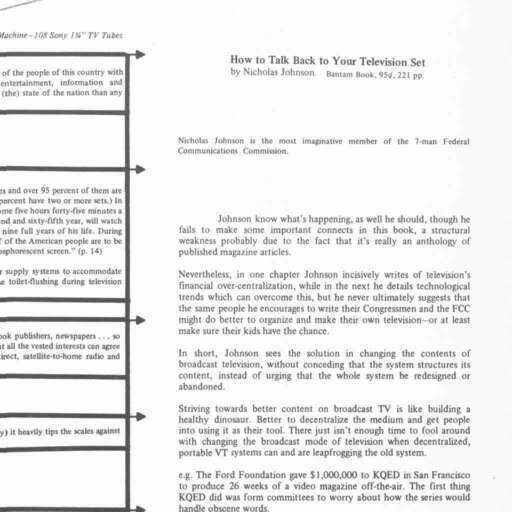 Machine–108 Sony 1¼" TV Tubes
of the people of this country with
entertainment, information and
(the) state of the nation than any
es and over 95 percent of them are
percent have two or more sets.) In
ome five hours forty-five minutes a
nd and sixty-fifth year, will watch
nine full years of his life. During
f of the American people are to be
osphorescent screen." (p. 14)
r supply systems to accommodate
e toilet-flushing during television
ook publishers, newspapers . . . so
t all the vested interests can agree
irect, satellite-to-home radio and
y) it heavily tips the scales against
How to Talk Back to Your Television Set
by Nicholas Johnson. Bantam Book, 95¢, 221 pp.
Nicholas Johnson is the most imaginative member of the 7-man Federal
Communications Commission.
Johnson know what's happening, as well he should, though he
fails to make some important connects in this book, a structural
weakness probably due to the fact that it's really an anthology of
published magazine articles.
Nevertheless, in one chapter Johnson incisively writes of television's
financial over-centralization, while in the next he details technological
trends which can overcome this, but he never ultimately suggests that
the same people he encourages to write their Congressmen and the FCC
might do better to organize and make their own television—or at least
make sure their kids have the chance.
In short, Johnson sees the solution in changing the contents of
broadcast television, without conceding that the system structures its
content, instead of urging that the whole system be redesigned or
abandoned.
Striving towards better content on broadcast TV is like building a
healthy dinosaur. Better to decentralize the medium and get people
into using it as their tool. There just isn't enough time to fool around
with changing the broadcast mode of television when decentralized,
portable VT systems can and are leapfrogging the old system.
e.g. The Ford Foundation gave $1,000,000 to KQED in San Francisco
to produce 26 weeks of a video magazine off-the-air. The first thing
KQED did was form committees to worry about how the series would
handle obscene words.